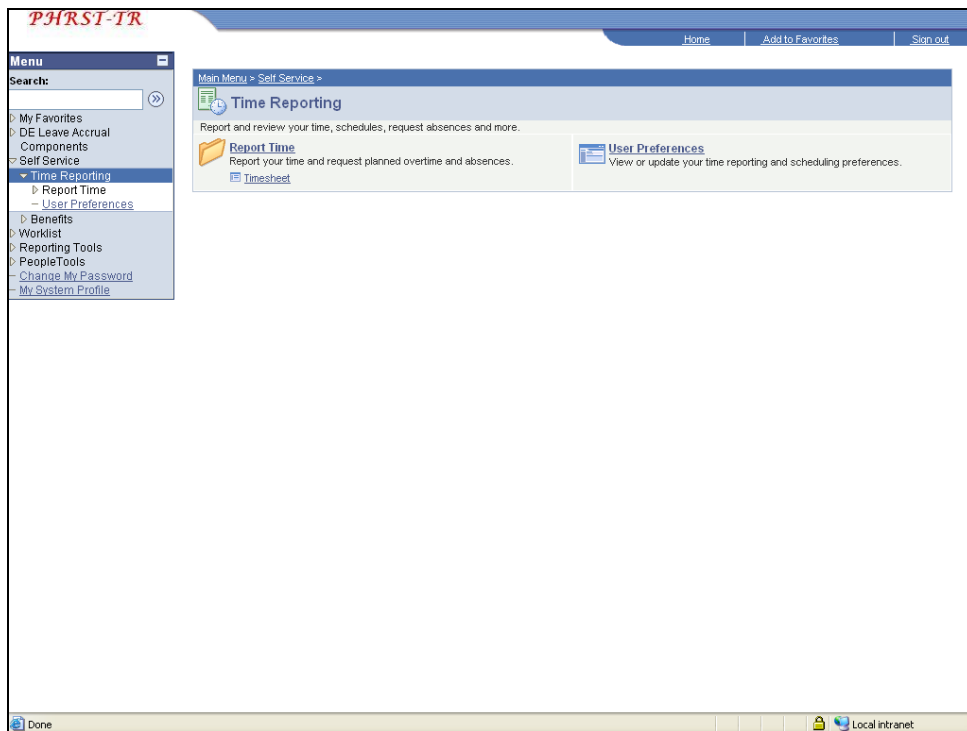 PHRST-TR
Home Add to Favorites Sign out
Menu
Search:
My Favorites
DE Leave Accrual
Components
Self Service
Time Reporting
Report Time
User Preferences
Benefits
Worklist
Reporting Tools
PeopleTools
Change My Password
My System Profile
Main Menu > Self Service >
Time Reporting
Report and review your time, schedules, request absences and more.
Report Time
Report your time and request planned overtime and absences.
Timesheet
User Preferences
View or update your time reporting and scheduling preferences.
Done Local intranet